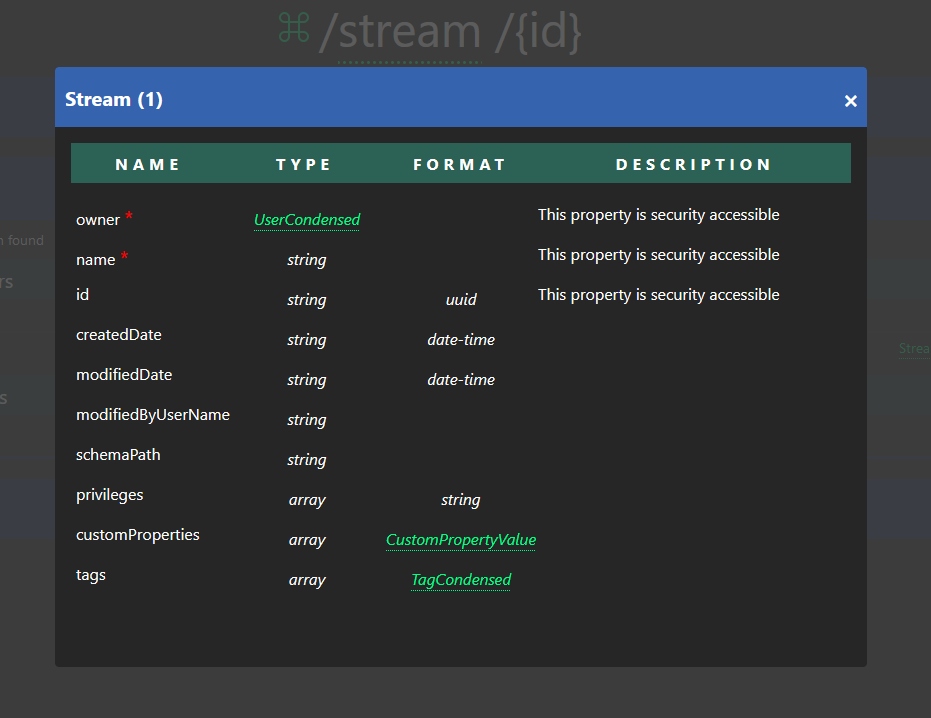 ⌘ /stream /{id}
Stream (1) ×
NAME TYPE FORMAT DESCRIPTION
owner * UserCondensed This property is security accessible
name * string This property is security accessible
id string uuid This property is security accessible
createdDate string date-time
modifiedDate string date-time
modifiedByUserName string
schemaPath string
privileges array string
customProperties array CustomPropertyValue
tags array TagCondensed
found
rs
Strea
s